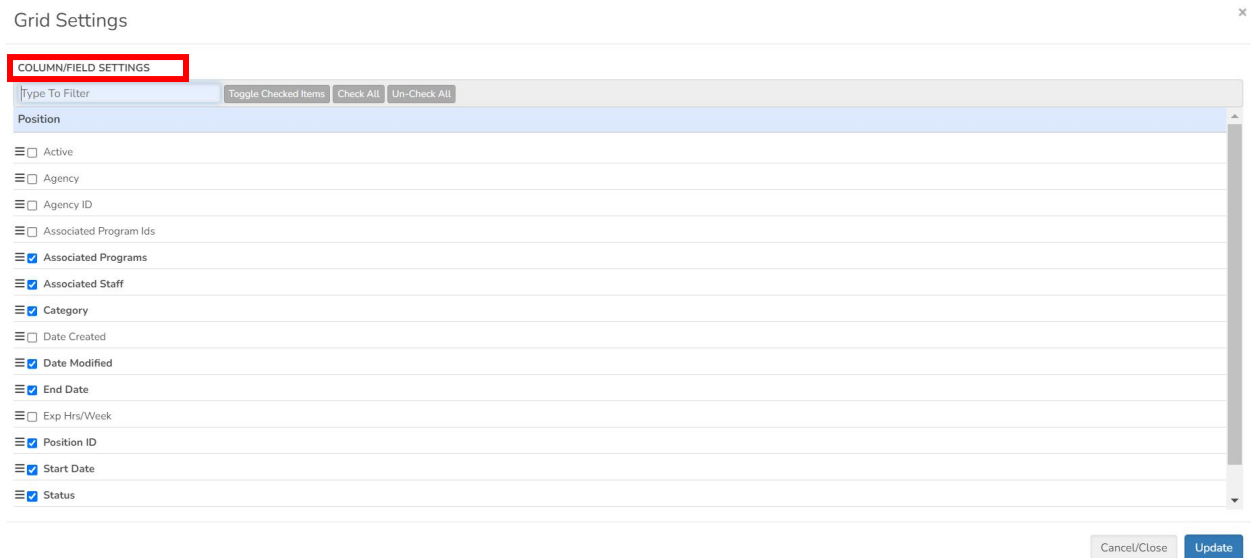 Grid Settings
×
COLUMN/FIELD SETTINGS
Type To Filter Toggle Checked Items Check All Un-Check All
Position
Active
Agency
Agency ID
Associated Program Ids
Associated Programs
Associated Staff
Category
Date Created
Date Modified
End Date
Exp Hrs/Week
Position ID
Start Date
Status
Cancel/Close Update